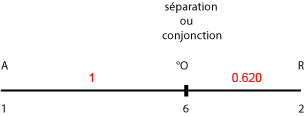 séparation
ou
conjonction
A °O R
1 0.620
1 6 2